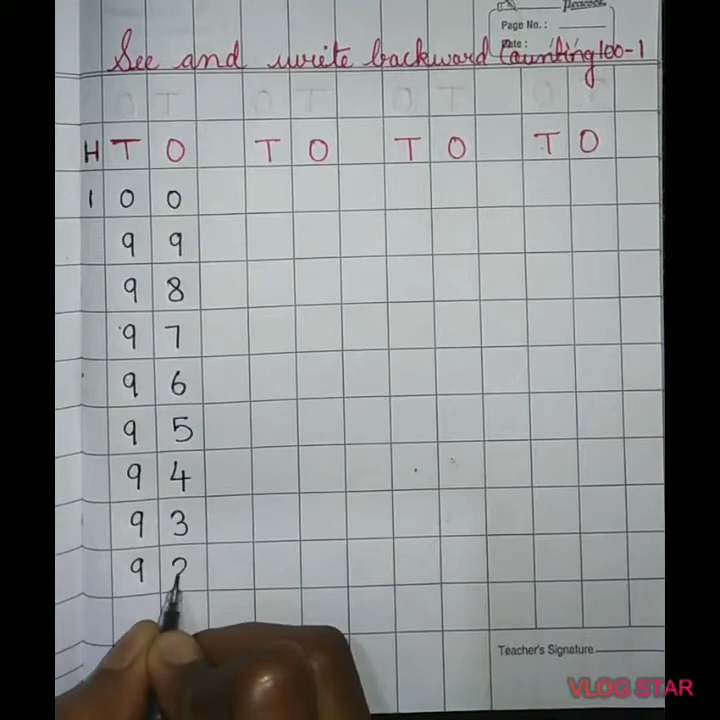 Peacock
Page No.:
Date:
See and write backward Counting 100-1
H T O T O T O T O
1 0 0
9 9
9 8
9 7
9 6
9 5
9 4
9 3
9 2
Teacher's Signature
VLOG STAR